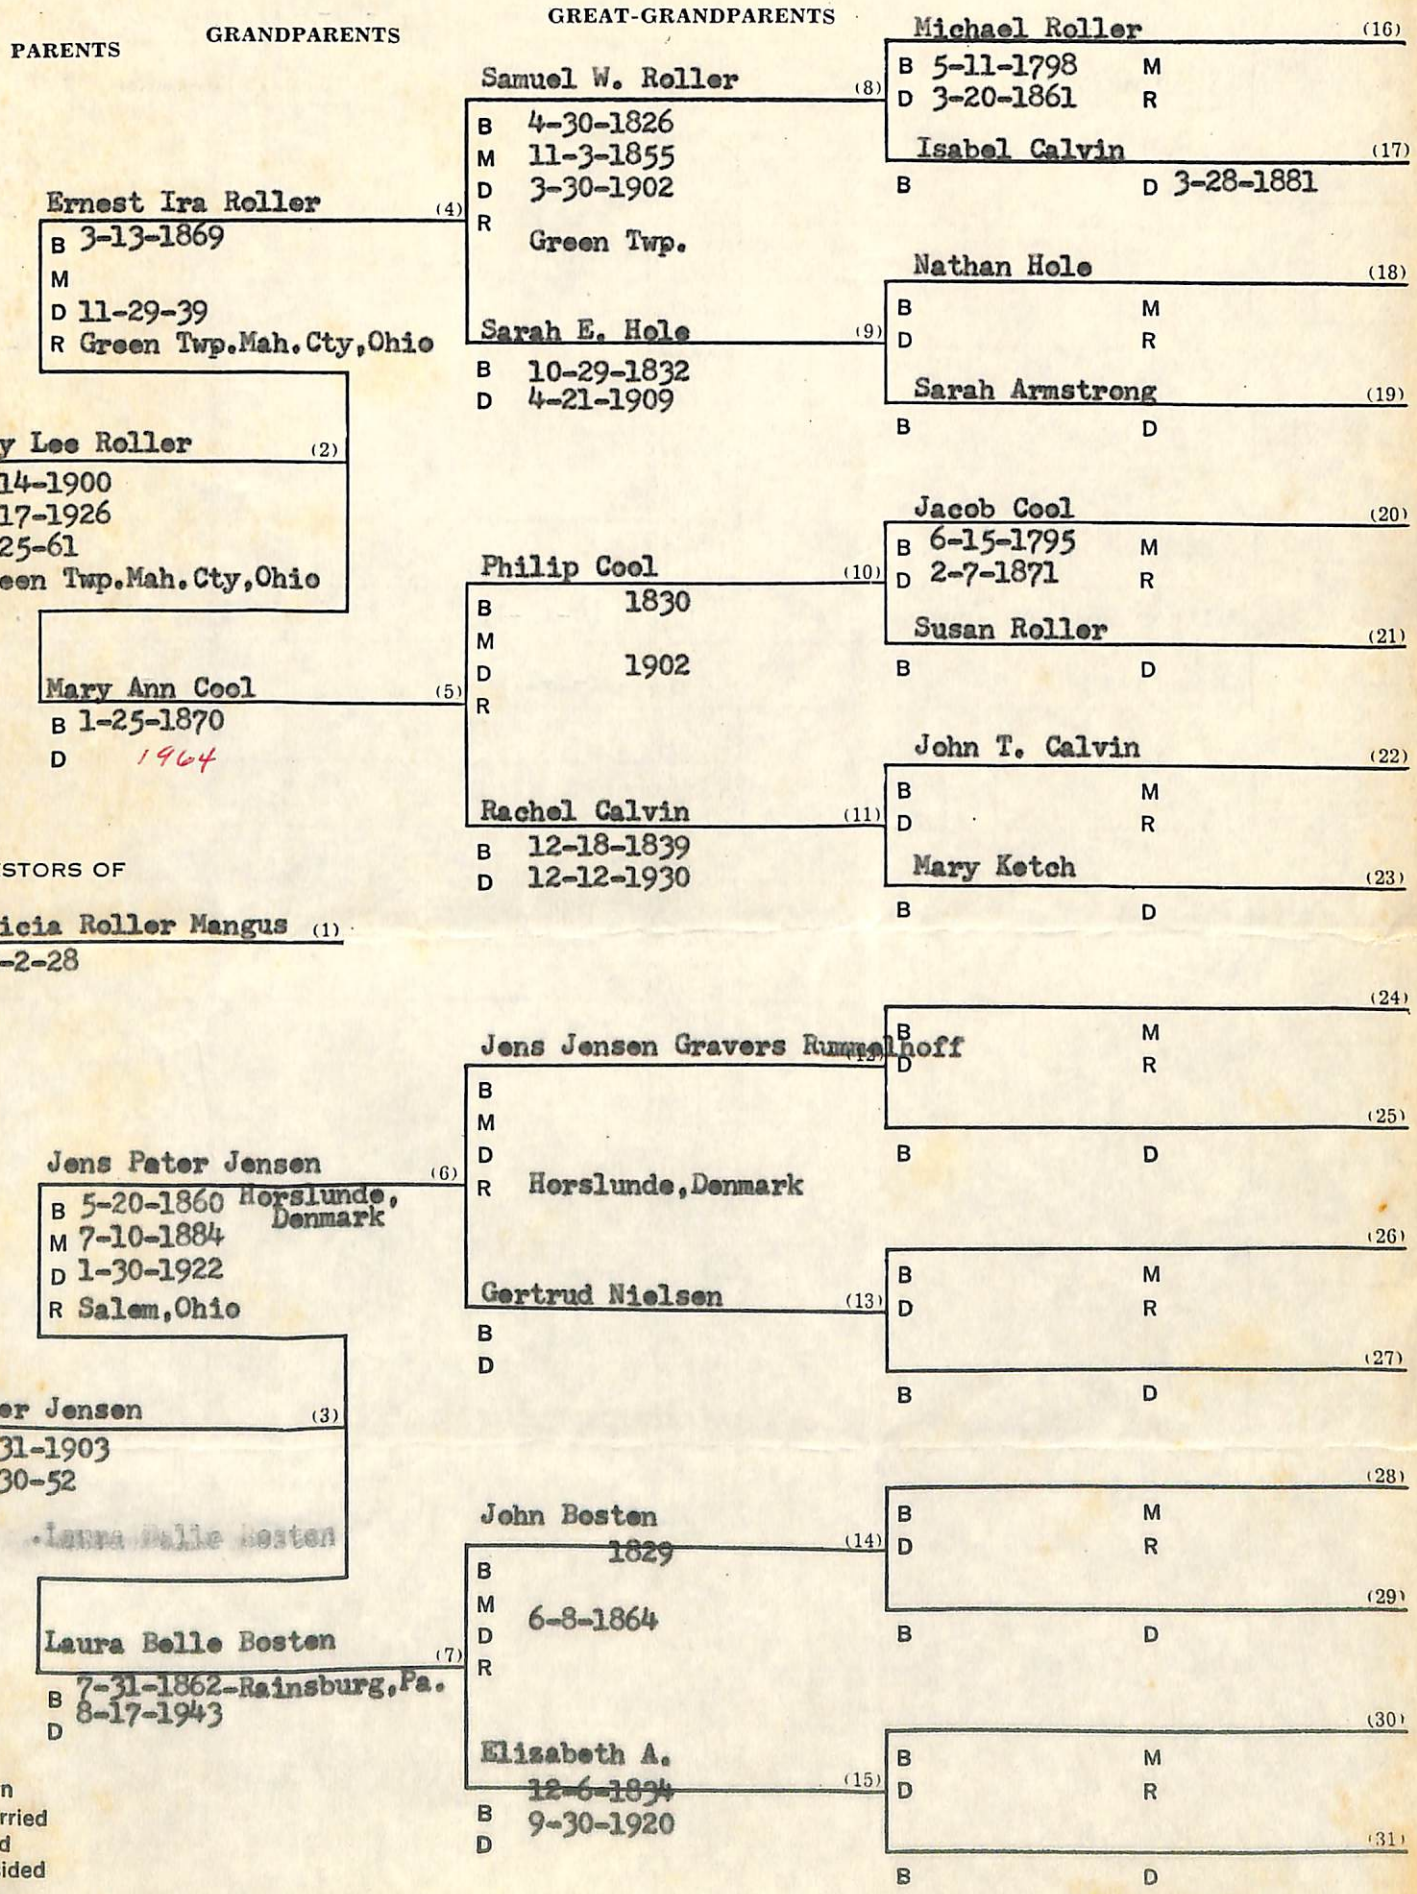 PARENTS
GRANDPARENTS
GREAT-GRANDPARENTS
Michael Roller (16)
B 5-11-1798 M
D 3-20-1861 R
Samuel W. Roller (8)
B 4-30-1826
M 11-3-1855
D 3-30-1902
R
Green Twp.
Isabel Calvin (17)
B D 3-28-1881
Ernest Ira Roller (4)
B 3-13-1869
M
D 11-29-39
R Green Twp.Mah.Cty,Ohio
Nathan Hole (18)
B M
D R
Sarah E. Hole (9)
B 10-29-1832
D 4-21-1909
Sarah Armstrong (19)
B D
y Lee Roller (2)
14-1900
17-1926
25-61
een Twp.Mah.Cty,Ohio
Jacob Cool (20)
B 6-15-1795 M
D 2-7-1871 R
Philip Cool (10)
B 1830
M
D 1902
R
Susan Roller (21)
B D
Mary Ann Cool (5)
B 1-25-1870
D 1964
John T. Calvin (22)
B M
D R
Rachel Calvin (11)
B 12-18-1839
D 12-12-1930
Mary Ketch (23)
B D
STORS OF
icia Roller Mangus (1)
-2-28
(24)
B M
D R
Jens Jensen Gravers Rummelhoff (12)
B
M
D
R Horslunde,Denmark
(25)
B D
Jens Peter Jensen (6)
B 5-20-1860 Horslunde,
Denmark
M 7-10-1884
D 1-30-1922
R Salem,Ohio
(26)
B M
D R
Gertrud Nielsen (13)
B
D
(27)
B D
er Jensen (3)
31-1903
30-52
.Laura Belle Bosten
(28)
B M
D R
John Bosten (14)
1829
B
M
6-8-1864
D
R
(29)
B D
Laura Belle Bosten (7)
B 7-31-1862-Rainsburg,Pa.
D 8-17-1943
(30)
B M
D R
Elizabeth A. (15)
12-6-1834
B 9-30-1920
D
(31)
B D
n
rried
d
sided